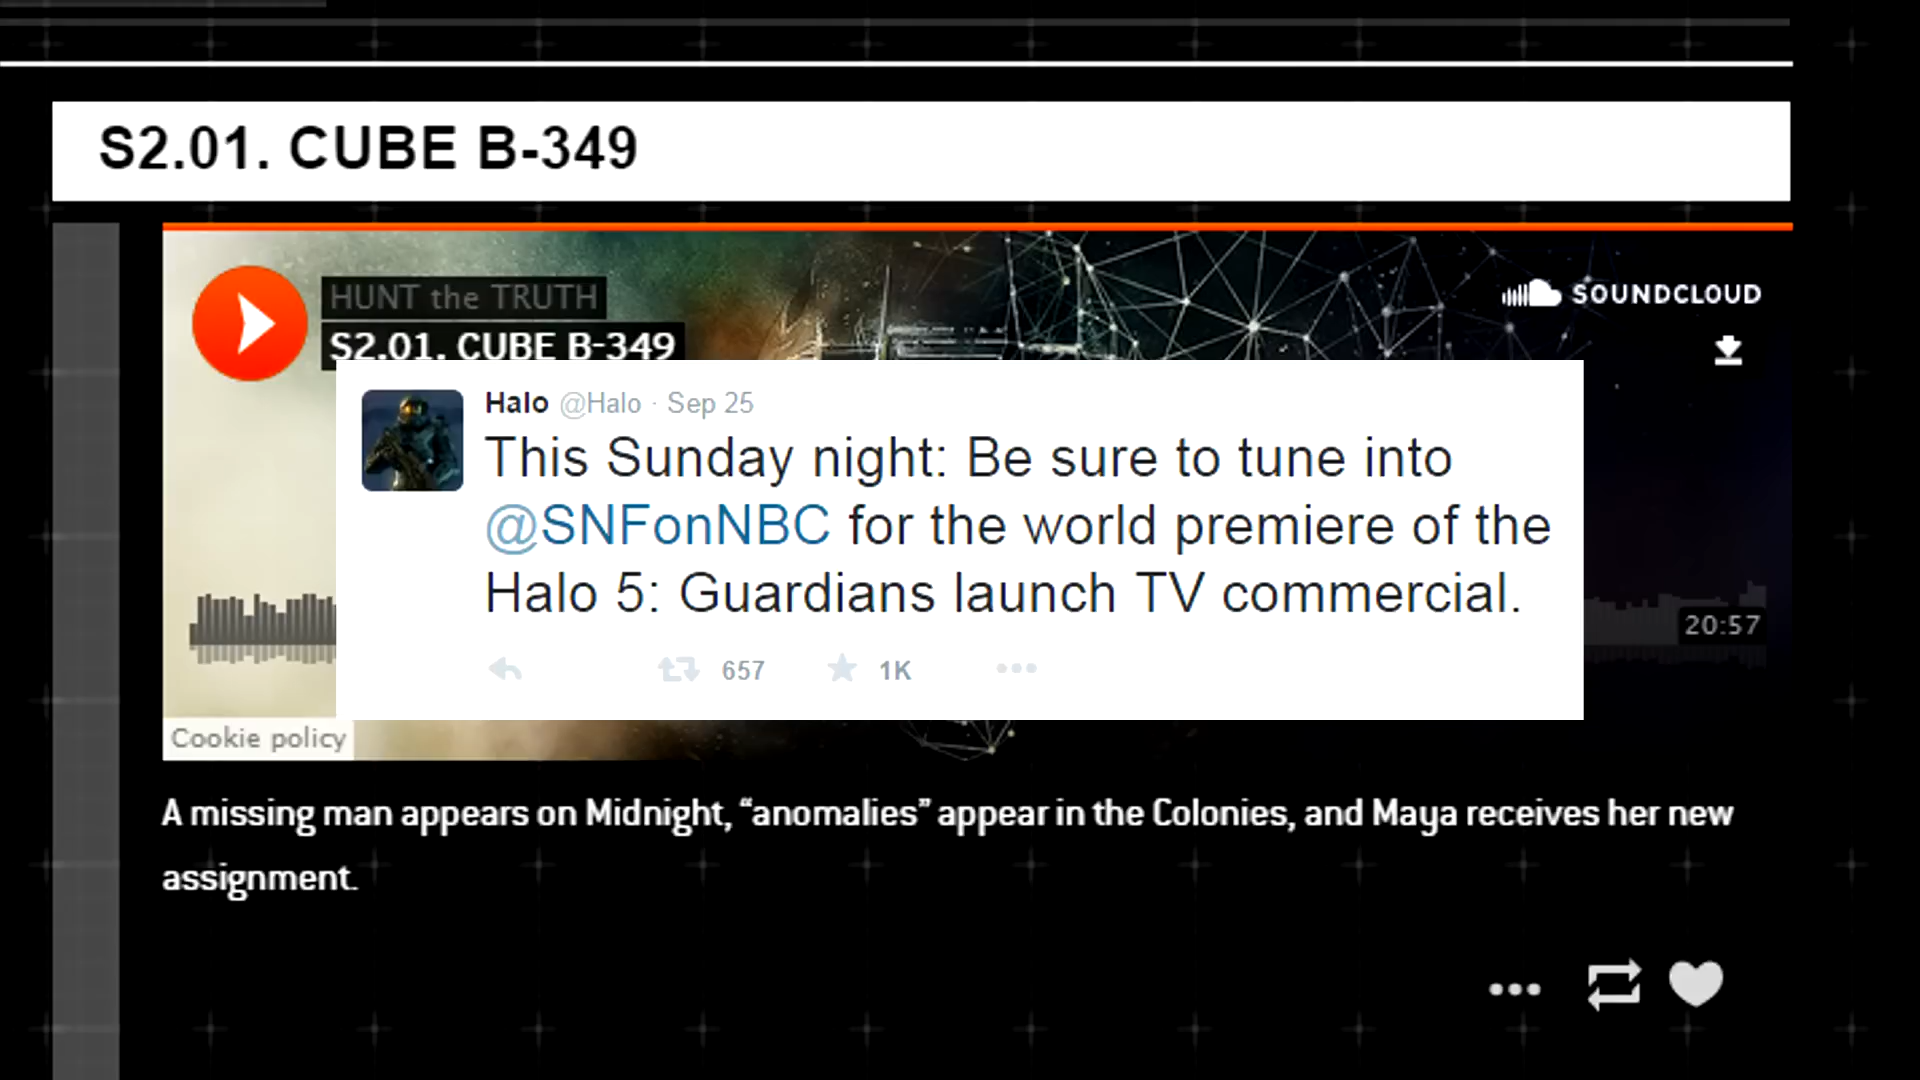 S2.01. CUBE B-349
HUNT the TRUTH
S2.01. CUBE B-349
SOUNDCLOUD
Halo @Halo · Sep 25
This Sunday night: Be sure to tune into
@SNFonNBC for the world premiere of the
Halo 5: Guardians launch TV commercial.
657 1K
20:57
Cookie policy
A missing man appears on Midnight, “anomalies” appear in the Colonies, and Maya receives her new
assignment.